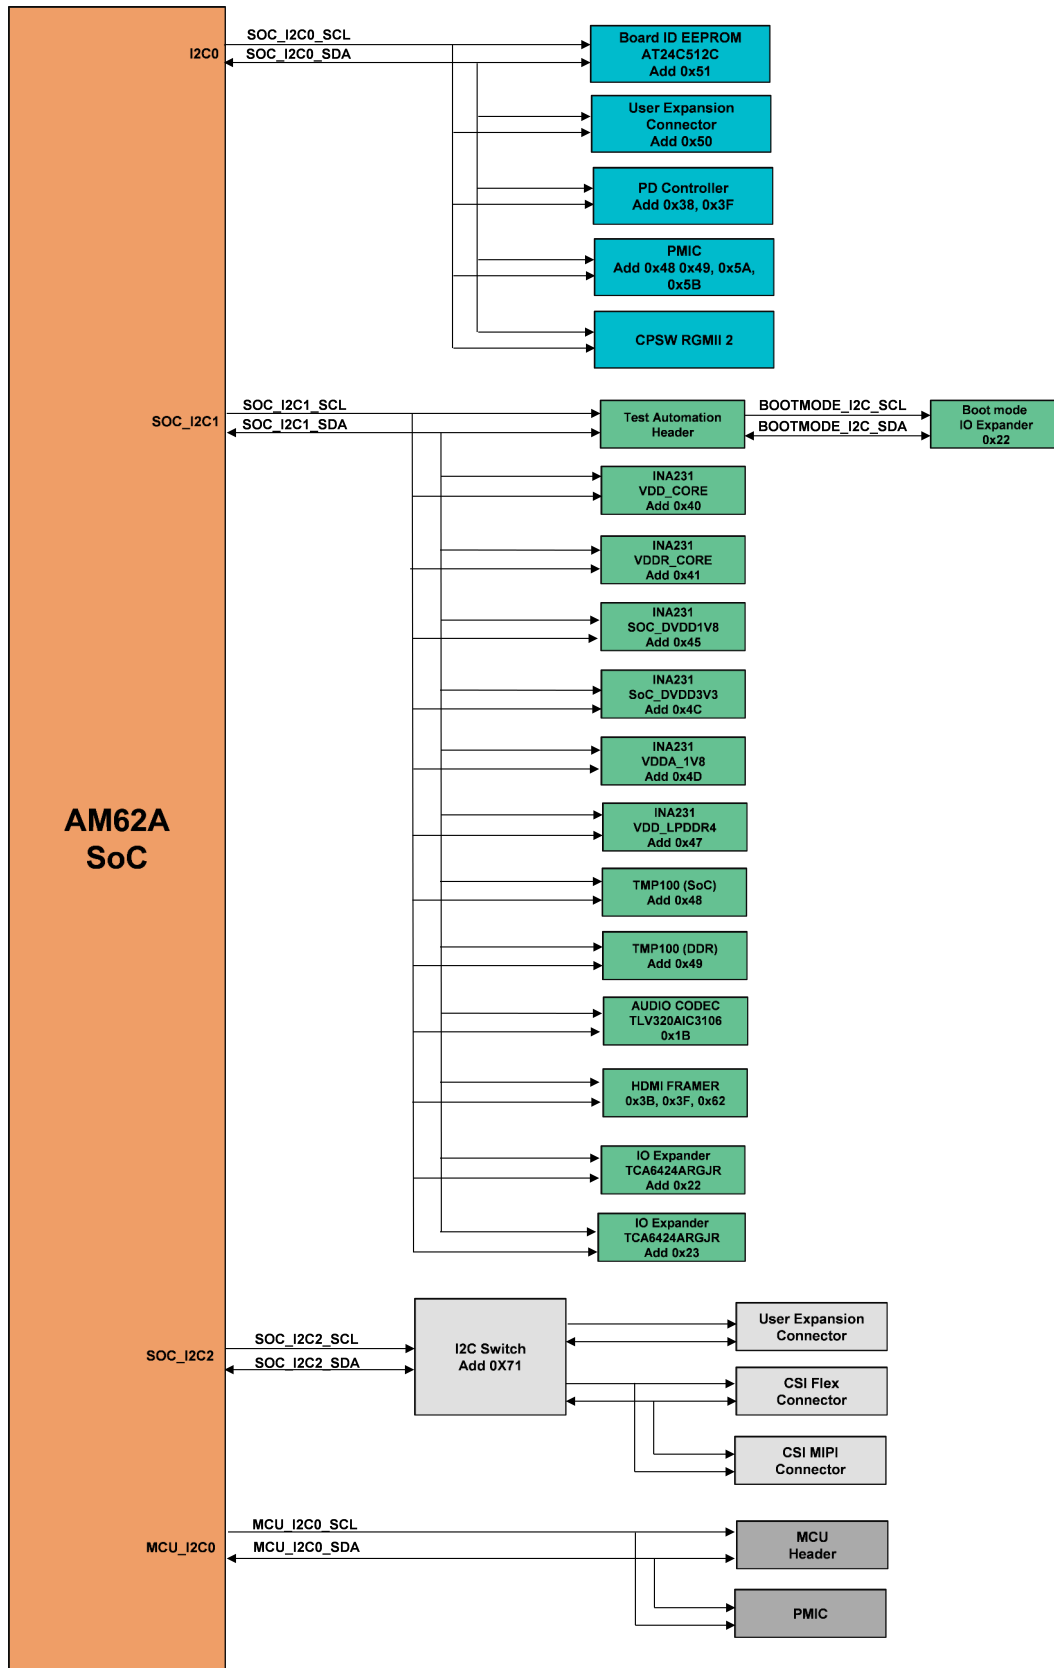 I2C0
SOC_I2C0_SCL
SOC_I2C0_SDA
Board ID EEPROM
AT24C512C
Add 0x51
User Expansion
Connector
Add 0x50
PD Controller
Add 0x38, 0x3F
PMIC
Add 0x48 0x49, 0x5A,
0x5B
CPSW RGMII 2
SOC_I2C1
SOC_I2C1_SCL
SOC_I2C1_SDA
Test Automation
Header
BOOTMODE_I2C_SCL
BOOTMODE_I2C_SDA
Boot mode
IO Expander
0x22
INA231
VDD_CORE
Add 0x40
INA231
VDDR_CORE
Add 0x41
INA231
SOC_DVDD1V8
Add 0x45
INA231
SoC_DVDD3V3
Add 0x4C
INA231
VDDA_1V8
Add 0x4D
INA231
VDD_LPDDR4
Add 0x47
AM62A
SoC
TMP100 (SoC)
Add 0x48
TMP100 (DDR)
Add 0x49
AUDIO CODEC
TLV320AIC3106
0x1B
HDMI FRAMER
0x3B, 0x3F, 0x62
IO Expander
TCA6424ARGJR
Add 0x22
IO Expander
TCA6424ARGJR
Add 0x23
SOC_I2C2
SOC_I2C2_SCL
SOC_I2C2_SDA
I2C Switch
Add 0X71
User Expansion
Connector
CSI Flex
Connector
CSI MIPI
Connector
MCU_I2C0
MCU_I2C0_SCL
MCU_I2C0_SDA
MCU
Header
PMIC